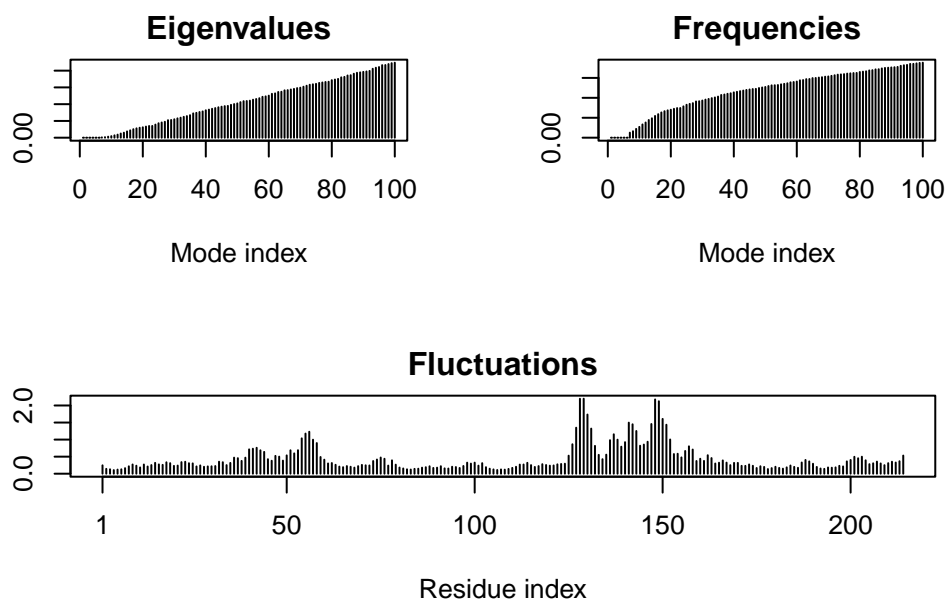 Eigenvalues
0.00
0 20 40 60 80 100
Mode index
Frequencies
0.00
0 20 40 60 80 100
Mode index
Fluctuations
2.0
0.0
1 50 100 150 200
Residue index